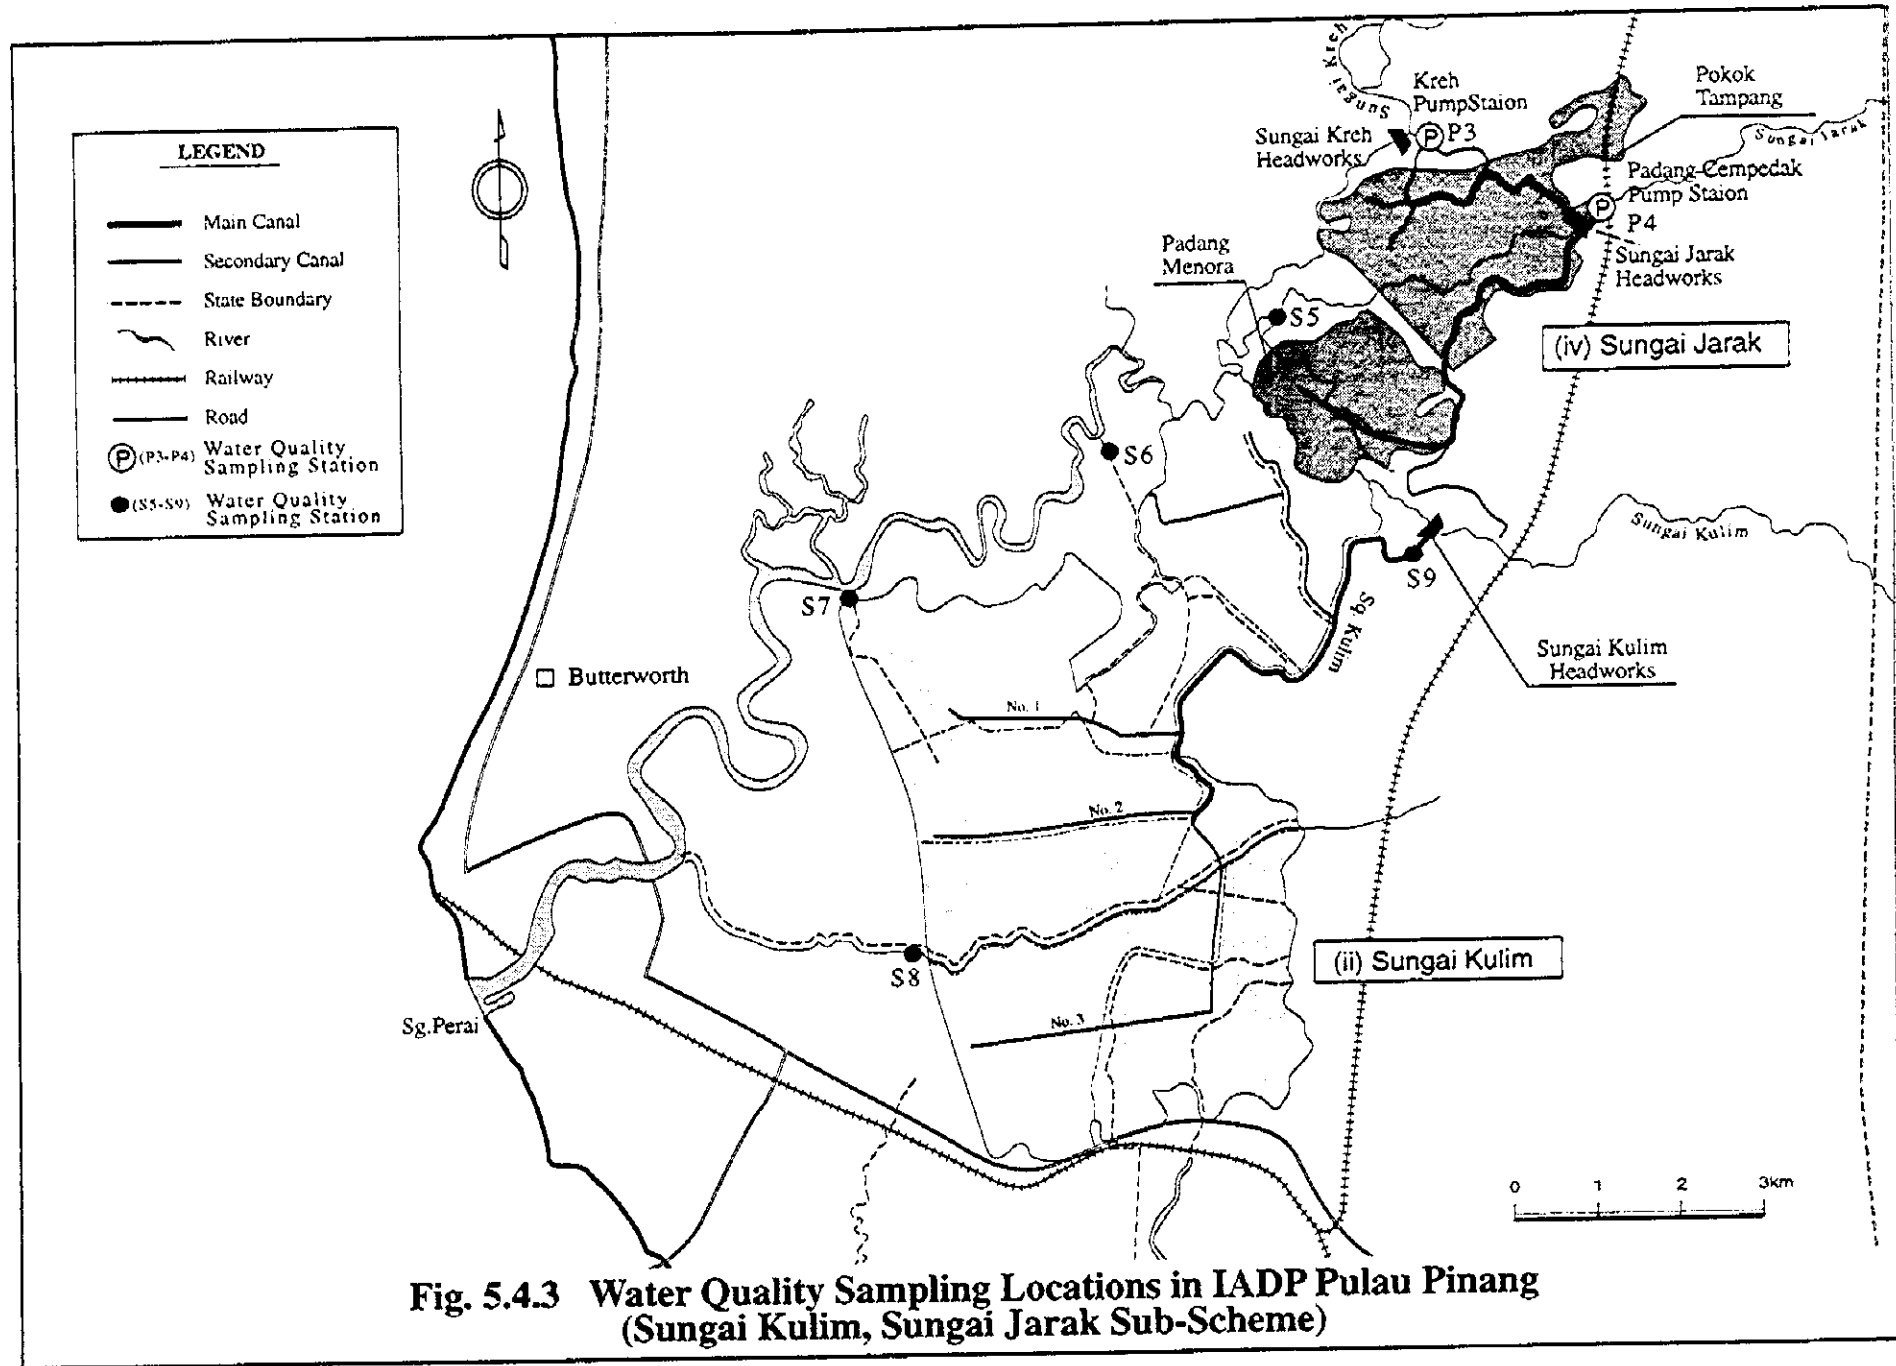 LEGEND
Main Canal
Secondary Canal
State Boundary
River
Railway
Road
P
(P3-P4) Water Quality
Sampling Station
(S5-S9) Water Quality
Sampling Station
Sungai Kreh
Kreh
PumpStaion
Pokok
Tampang
Sungai Kreh
Headworks
P
P3
Sungai Jarak
Padang Cempedak
Pump Staion
P
P4
Sungai Jarak
Headworks
Padang
Menora
S5
(iv) Sungai Jarak
S6
Sungai Kulim
S9
S7
Sg. Kulim
Sungai Kulim
Headworks
Butterworth
No. 1
No. 2
S8
(ii) Sungai Kulim
No. 3
Sg.Perai
0 1 2 3km
Fig. 5.4.3 Water Quality Sampling Locations in IADP Pulau Pinang
(Sungai Kulim, Sungai Jarak Sub-Scheme)